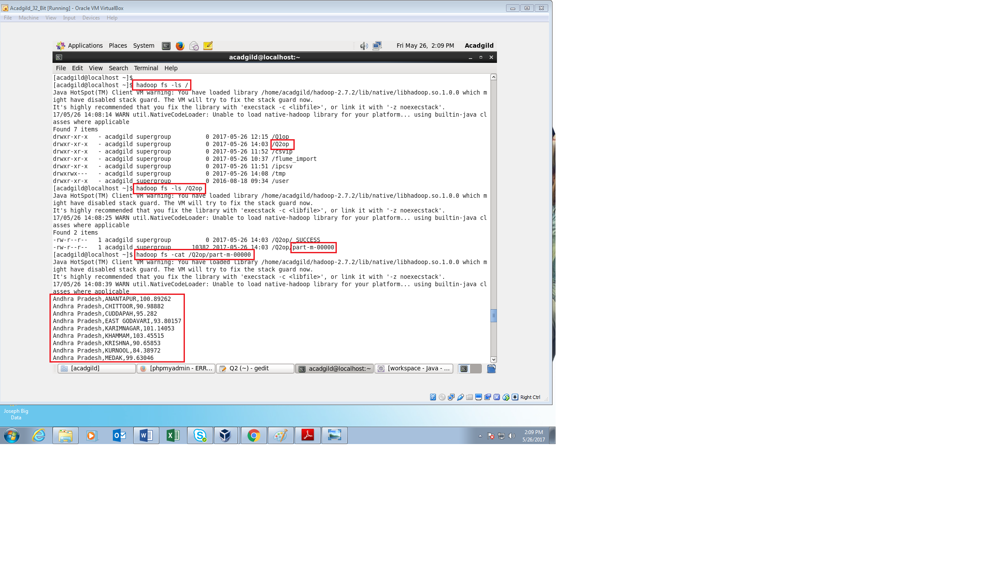 Acadgild_32_Bit [Running] - Oracle VM VirtualBox
File Machine View Input Devices Help
Applications Places System Fri May 26, 2:09 PM Acadgild
acadgild@localhost:~
File Edit View Search Terminal Help
[acadgild@localhost ~]$
[acadgild@localhost ~]$ hadoop fs -ls /
Java HotSpot(TM) Client VM warning: You have loaded library /home/acadgild/hadoop-2.7.2/lib/native/libhadoop.so.1.0.0 which m
ight have disabled stack guard. The VM will try to fix the stack guard now.
It's highly recommended that you fix the library with 'execstack -c <libfile>', or link it with '-z noexecstack'.
17/05/26 14:08:14 WARN util.NativeCodeLoader: Unable to load native-hadoop library for your platform... using builtin-java cl
asses where applicable
Found 7 items
drwxr-xr-x   - acadgild supergroup          0 2017-05-26 12:15 /Q1op
drwxr-xr-x   - acadgild supergroup          0 2017-05-26 14:03 /Q2op
drwxr-xr-x   - acadgild supergroup          0 2017-05-26 11:52 /csvip
drwxr-xr-x   - acadgild supergroup          0 2017-05-26 10:37 /flume_import
drwxr-xr-x   - acadgild supergroup          0 2017-05-26 11:51 /ipcsv
drwxrwx---   - acadgild supergroup          0 2017-05-26 14:08 /tmp
drwxr-xr-x   - acadgild supergroup          0 2016-08-18 09:34 /user
[acadgild@localhost ~]$ hadoop fs -ls /Q2op
Java HotSpot(TM) Client VM warning: You have loaded library /home/acadgild/hadoop-2.7.2/lib/native/libhadoop.so.1.0.0 which m
ight have disabled stack guard. The VM will try to fix the stack guard now.
It's highly recommended that you fix the library with 'execstack -c <libfile>', or link it with '-z noexecstack'.
17/05/26 14:08:25 WARN util.NativeCodeLoader: Unable to load native-hadoop library for your platform... using builtin-java cl
asses where applicable
Found 2 items
-rw-r--r--   1 acadgild supergroup          0 2017-05-26 14:03 /Q2op/_SUCCESS
-rw-r--r--   1 acadgild supergroup      10382 2017-05-26 14:03 /Q2op/part-m-00000
[acadgild@localhost ~]$ hadoop fs -cat /Q2op/part-m-00000
Java HotSpot(TM) Client VM warning: You have loaded library /home/acadgild/hadoop-2.7.2/lib/native/libhadoop.so.1.0.0 which m
ight have disabled stack guard. The VM will try to fix the stack guard now.
It's highly recommended that you fix the library with 'execstack -c <libfile>', or link it with '-z noexecstack'.
17/05/26 14:08:39 WARN util.NativeCodeLoader: Unable to load native-hadoop library for your platform... using builtin-java cl
asses where applicable
Andhra Pradesh,ANANTAPUR,100.89262
Andhra Pradesh,CHITTOOR,90.98882
Andhra Pradesh,CUDDAPAH,95.282
Andhra Pradesh,EAST GODAVARI,93.80157
Andhra Pradesh,KARIMNAGAR,101.14053
Andhra Pradesh,KHAMMAM,103.45515
Andhra Pradesh,KRISHNA,90.65853
Andhra Pradesh,KURNOOL,84.38972
Andhra Pradesh,MEDAK,99.63046
[acadgild] [phpmyadmin - ERR... Q2 (~) - gedit acadgild@localhost:~ [workspace - Java - ...
Right Ctrl
Joseph Big
Data
2:09 PM
5/26/2017